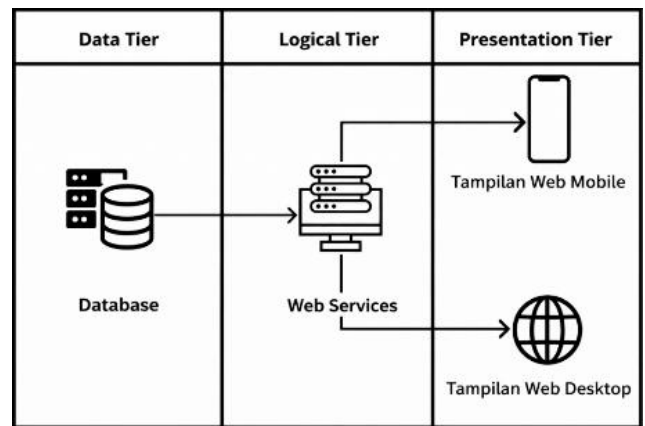 Data Tier
Logical Tier
Presentation Tier
Tampilan Web Mobile
Database
Web Services
Tampilan Web Desktop